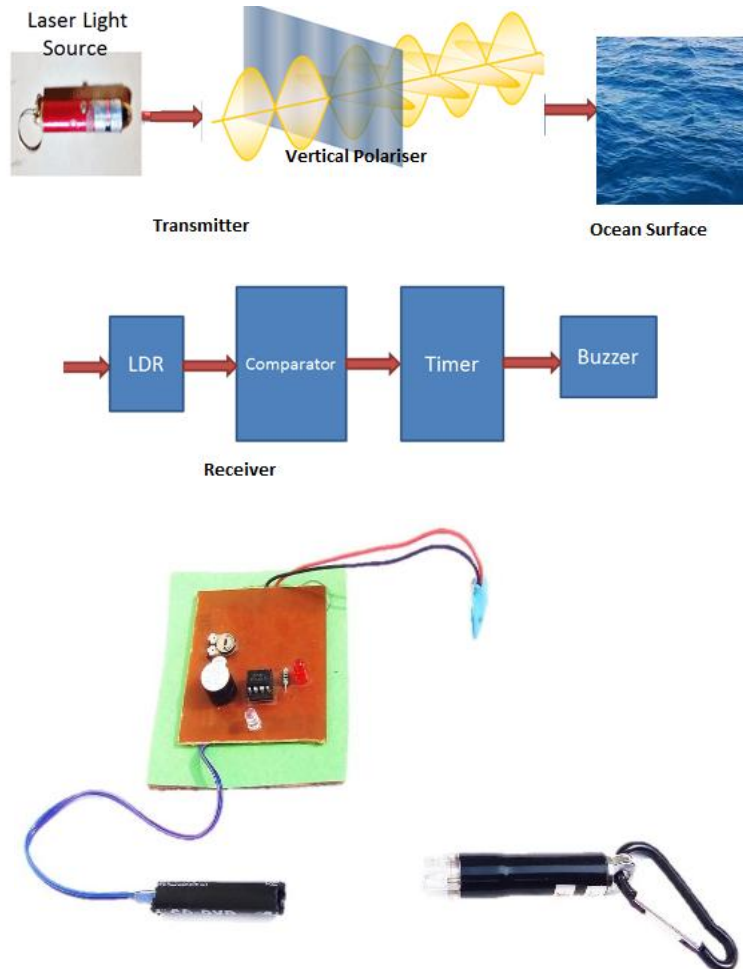 Laser Light
Source
Vertical Polariser
Transmitter
Ocean Surface
LDR
Comparator
Timer
Buzzer
Receiver